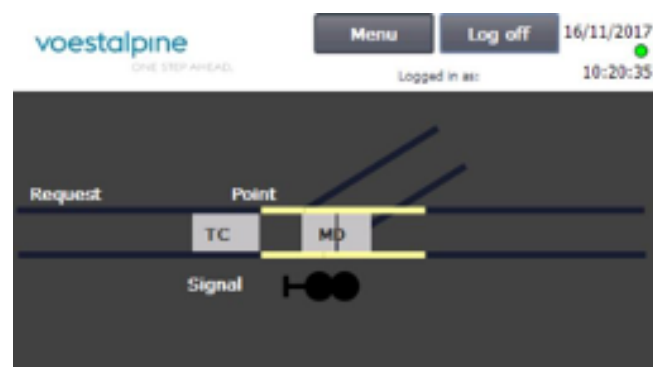 voestalpine
ONE STEP AHEAD.
Menu
Log off
16/11/2017
Logged in as:
10:20:35
Request
Point
TC
MD
Signal